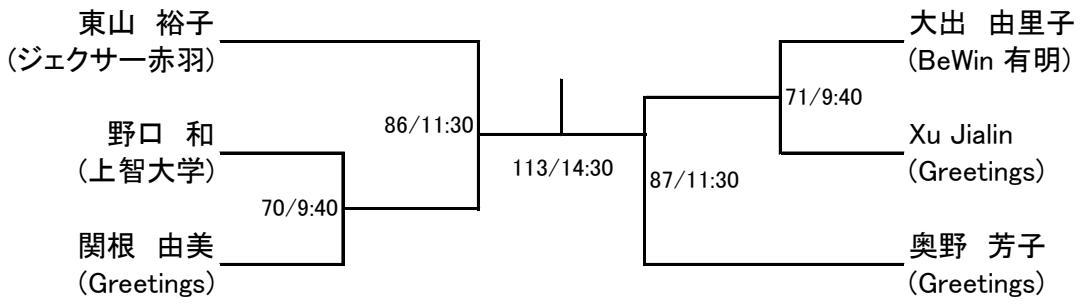 東山　裕子
(ジェクサー赤羽)
野口　和
(上智大学)
関根　由美
(Greetings)
70/9:40
86/11:30
113/14:30
87/11:30
71/9:40
大出　由里子
(BeWin 有明)
Xu Jialin
(Greetings)
奥野　芳子
(Greetings)